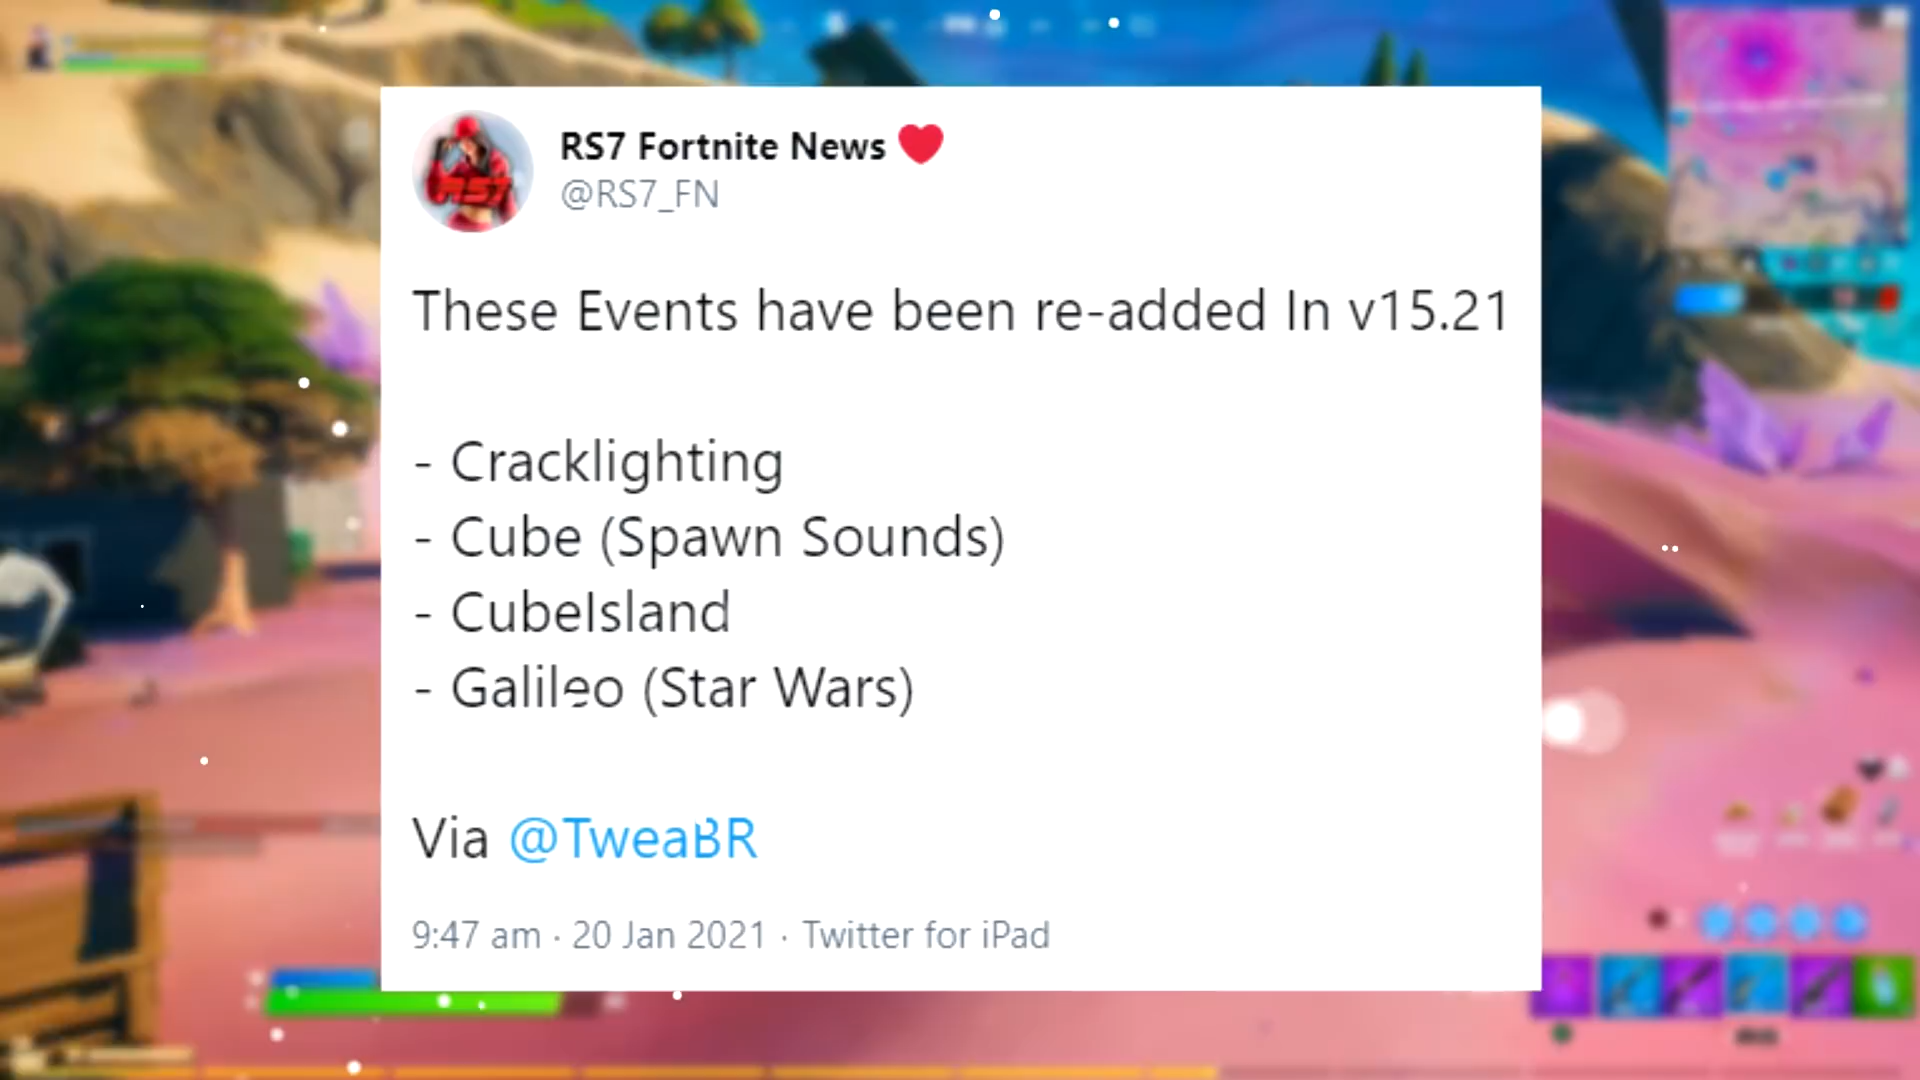 RS7 Fortnite News ❤
@RS7_FN
RS7
These Events have been re-added In v15.21
- Cracklighting
- Cube (Spawn Sounds)
- CubeIsland
- Galileo (Star Wars)
Via @TweaBR
9:47 am · 20 Jan 2021 · Twitter for iPad